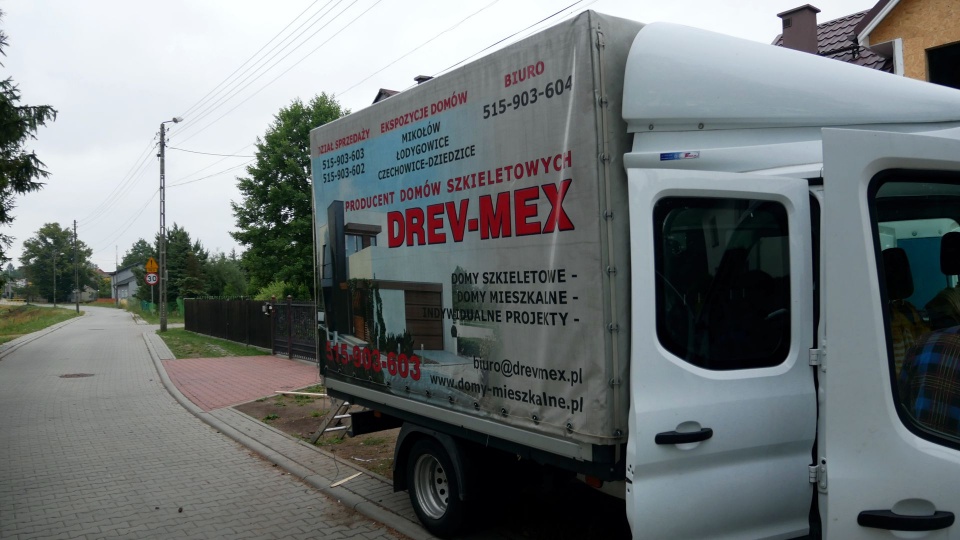 DZIAŁ SPRZEDAŻY
515-903-603
515-903-602
EKSPOZYCJE DOMÓW
MIKOŁÓW
ŁODYGOWICE
CZECHOWICE-DZIEDZICE
BIURO
515-903-604
PRODUCENT DOMÓW SZKIELETOWYCH
DREV-MEX
DOMY SZKIELETOWE -
DOMY MIESZKALNE -
INDYWIDUALNE PROJEKTY -
515-903-603
biuro@drevmex.pl
www.domy-mieszkalne.pl
30